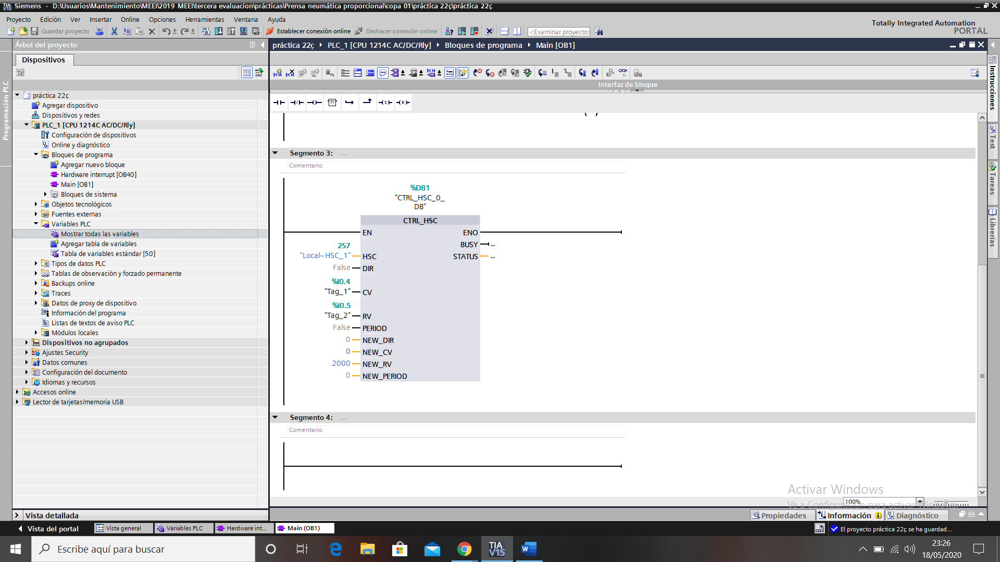 Siemens - D:\Usuarios\Mantenimiento\MEEI\2019 MEEI\tercera evaluacion\prácticas\Prensa neumática proporcional\copa 01\práctica 22ç\práctica 22ç
Proyecto Edición Ver Insertar Online Opciones Herramientas Ventana Ayuda
Totally Integrated Automation
PORTAL
Guardar proyecto
Establecer conexión online
Deshacer conexión online
<Examinar proyecto>
Árbol del proyecto
práctica 22ç PLC_1 [CPU 1214C AC/DC/Rly] Bloques de programa Main [OB1]
Dispositivos
Programación PLC
Interfaz de bloque
práctica 22ç
Agregar dispositivo
Dispositivos y redes
PLC_1 [CPU 1214C AC/DC/Rly]
Configuración de dispositivos
Online y diagnóstico
Bloques de programa
Agregar nuevo bloque
Hardware interrupt [OB40]
Main [OB1]
Bloques de sistema
Objetos tecnológicos
Fuentes externas
Variables PLC
Mostrar todas las variables
Agregar tabla de variables
Tabla de variables estándar [50]
Tipos de datos PLC
Tablas de observación y forzado permanente
Backups online
Traces
Datos de proxy de dispositivo
Información del programa
Listas de textos de aviso PLC
Módulos locales
Dispositivos no agrupados
Ajustes Security
Datos comunes
Configuración del documento
Idiomas y recursos
Accesos online
Lector de tarjetas/memoria USB
Segmento 3: .....
Comentario
%DB1
"CTRL_HSC_0_
DB"
CTRL_HSC
EN ENO
BUSY ...
257
"Local~HSC_1" HSC STATUS ...
False DIR
%I0.4
"Tag_1" CV
%I0.5
"Tag_2" RV
False PERIOD
0 NEW_DIR
0 NEW_CV
2000 NEW_RV
0 NEW_PERIOD
Segmento 4: .....
Comentario
Instrucciones
Test
Tareas
Librerías
Activar Windows
Ve a Configuración para activar Windows.
100%
Vista detallada
Propiedades Información Diagnóstico
Vista del portal Vista general Variables PLC Hardware int... Main (OB1)
El proyecto práctica 22ç se ha guardad...
Escribe aquí para buscar
TIA
V15
23:26
18/05/2020